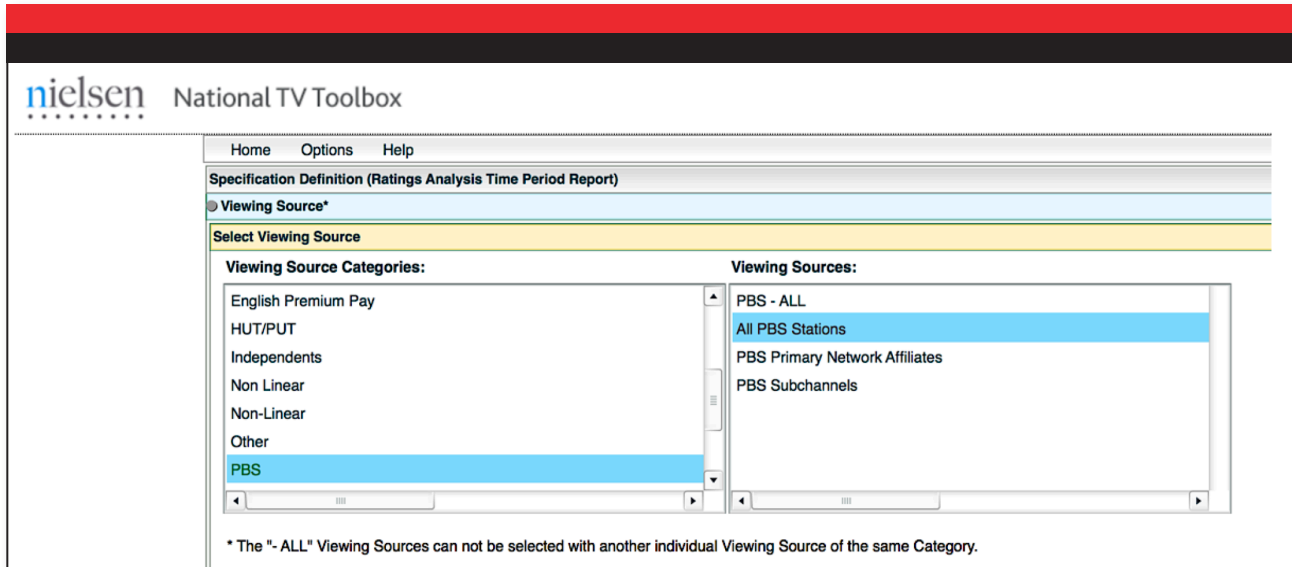 nielsen National TV Toolbox
Home Options Help
Specification Definition (Ratings Analysis Time Period Report)
Viewing Source*
Select Viewing Source
Viewing Source Categories: Viewing Sources:
English Premium Pay PBS - ALL
HUT/PUT All PBS Stations
Independents PBS Primary Network Affiliates
Non Linear PBS Subchannels
Non-Linear
Other
PBS
* The "- ALL" Viewing Sources can not be selected with another individual Viewing Source of the same Category.